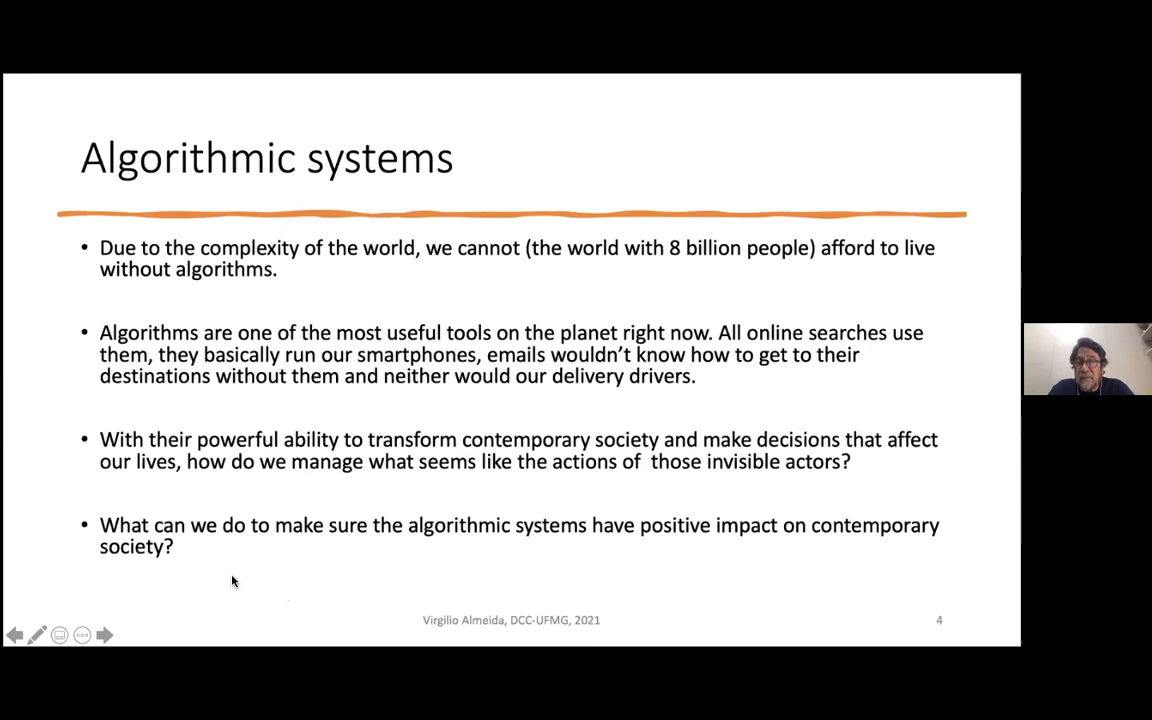 Algorithmic systems
• Due to the complexity of the world, we cannot (the world with 8 billion people) afford to live
without algorithms.
• Algorithms are one of the most useful tools on the planet right now. All online searches use
them, they basically run our smartphones, emails wouldn’t know how to get to their
destinations without them and neither would our delivery drivers.
• With their powerful ability to transform contemporary society and make decisions that affect
our lives, how do we manage what seems like the actions of  those invisible actors?
• What can we do to make sure the algorithmic systems have positive impact on contemporary
society?
Virgilio Almeida, DCC-UFMG, 2021
4